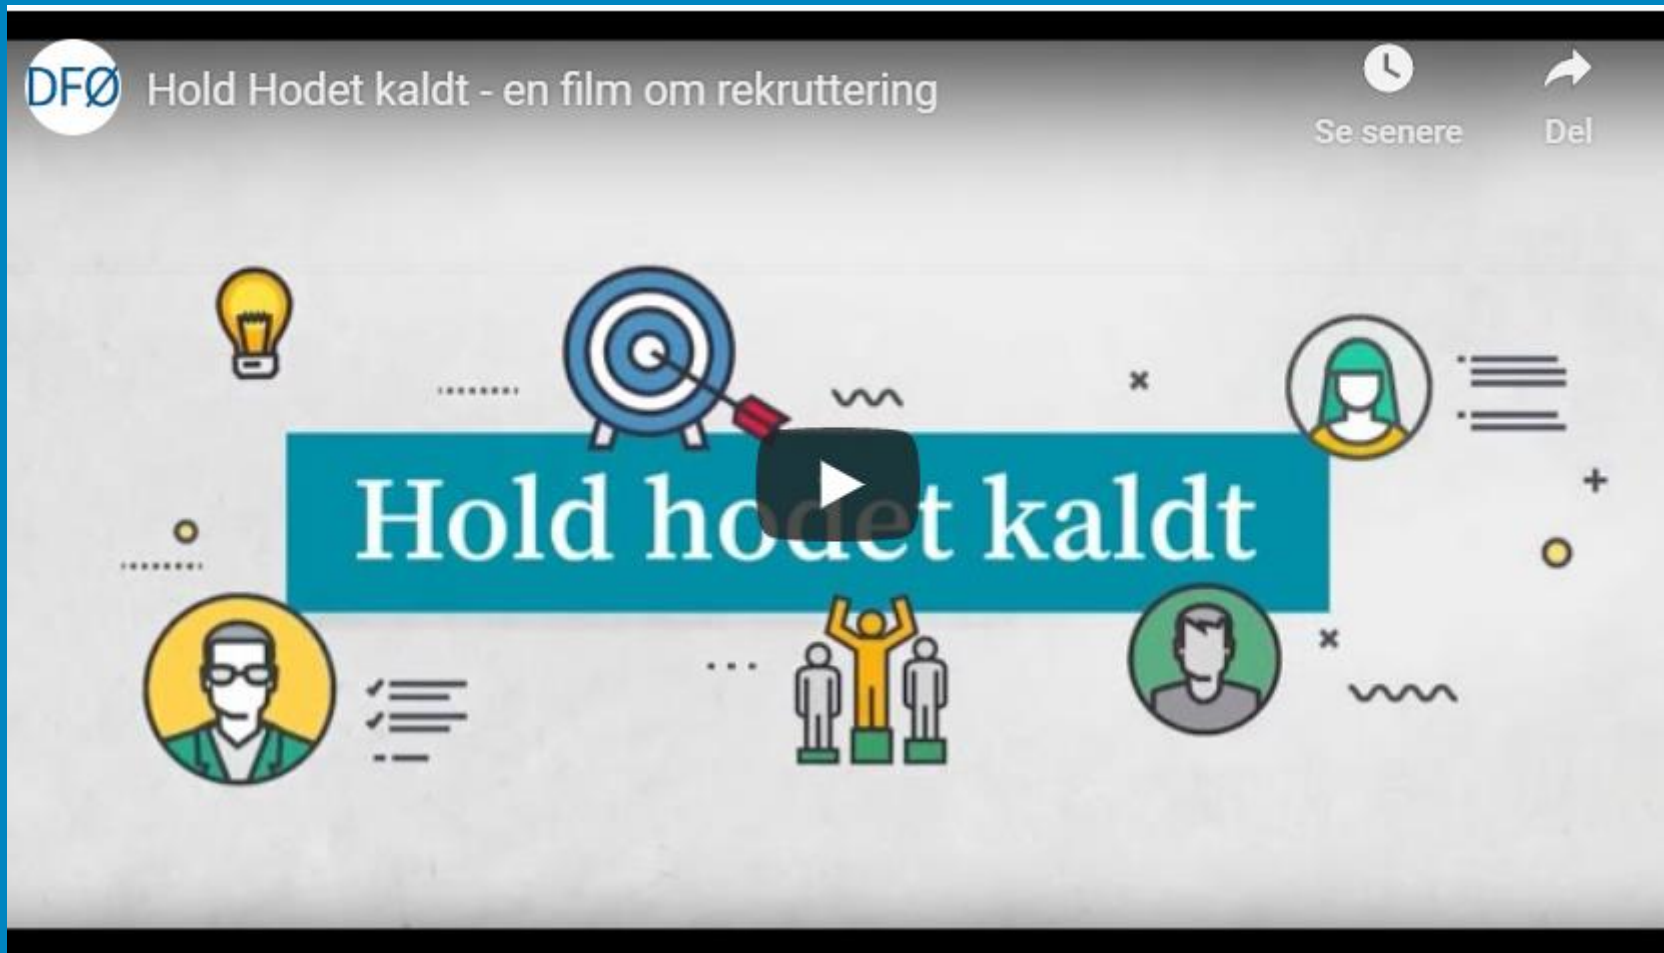 DFØ
Hold Hodet kaldt - en film om rekruttering
Se senere
Del
Hold hodet kaldt